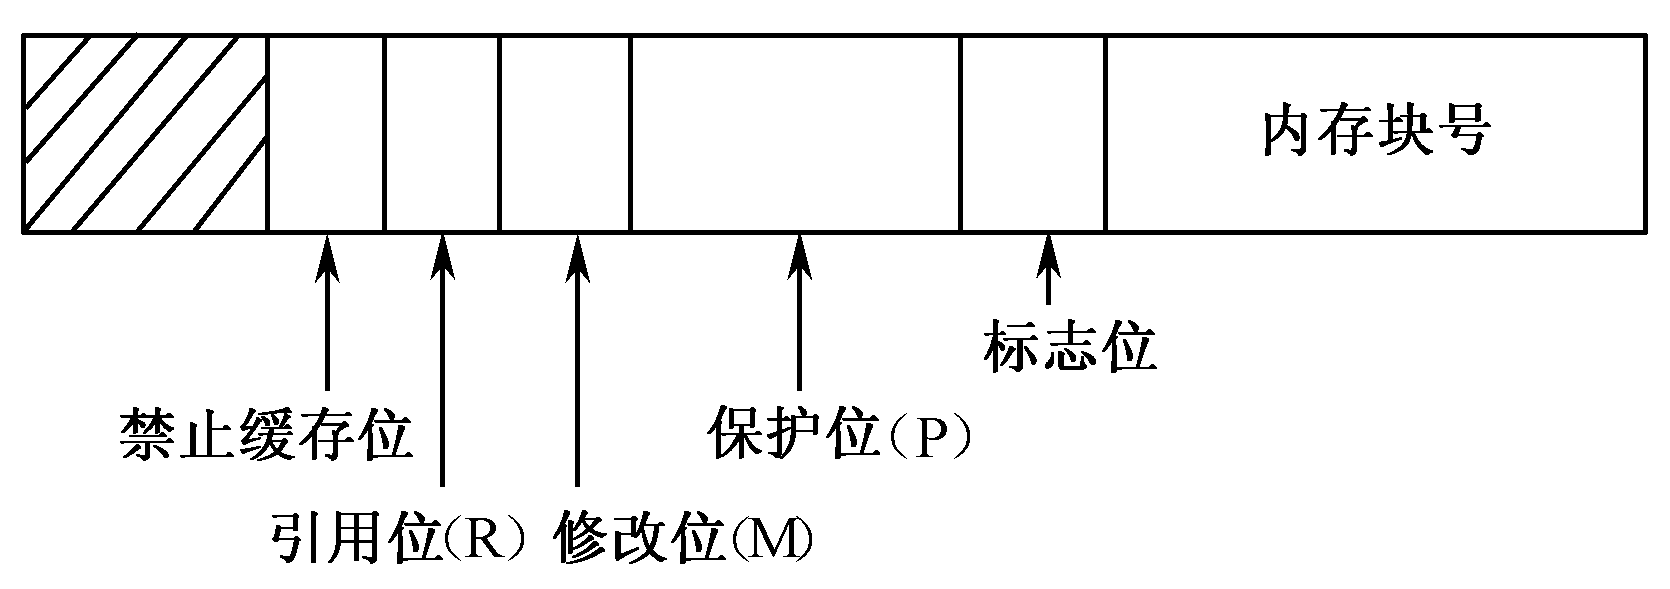 内存块号
标志位
禁止缓存位
保护位(P)
引用位(R)
修改位(M)